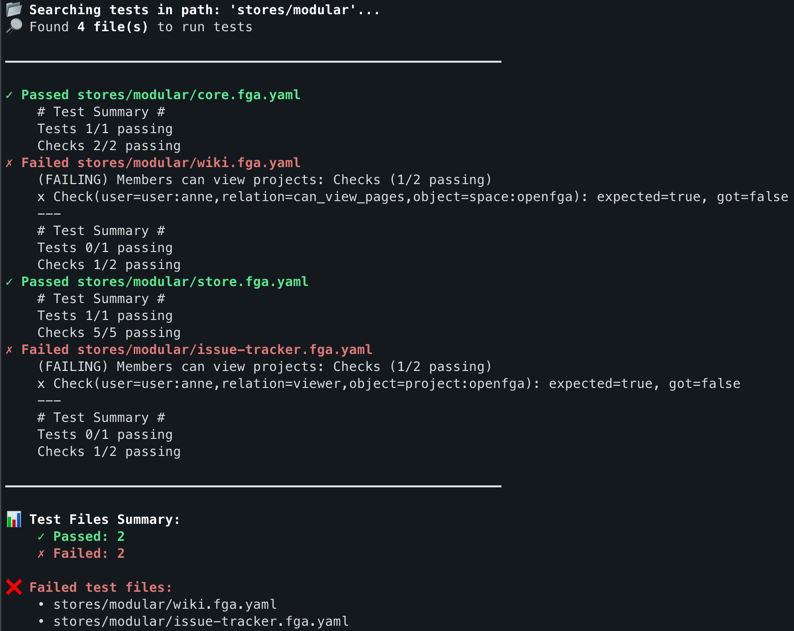 Searching tests in path: 'stores/modular'...
Found 4 file(s) to run tests
✓ Passed stores/modular/core.fga.yaml
# Test Summary #
Tests 1/1 passing
Checks 2/2 passing
✗ Failed stores/modular/wiki.fga.yaml
(FAILING) Members can view projects: Checks (1/2 passing)
x Check(user=user:anne,relation=can_view_pages,object=space:openfga): expected=true, got=false
---
# Test Summary #
Tests 0/1 passing
Checks 1/2 passing
✓ Passed stores/modular/store.fga.yaml
# Test Summary #
Tests 1/1 passing
Checks 5/5 passing
✗ Failed stores/modular/issue-tracker.fga.yaml
(FAILING) Members can view projects: Checks (1/2 passing)
x Check(user=user:anne,relation=viewer,object=project:openfga): expected=true, got=false
---
# Test Summary #
Tests 0/1 passing
Checks 1/2 passing
Test Files Summary:
✓ Passed: 2
✗ Failed: 2
Failed test files:
• stores/modular/wiki.fga.yaml
• stores/modular/issue-tracker.fga.yaml